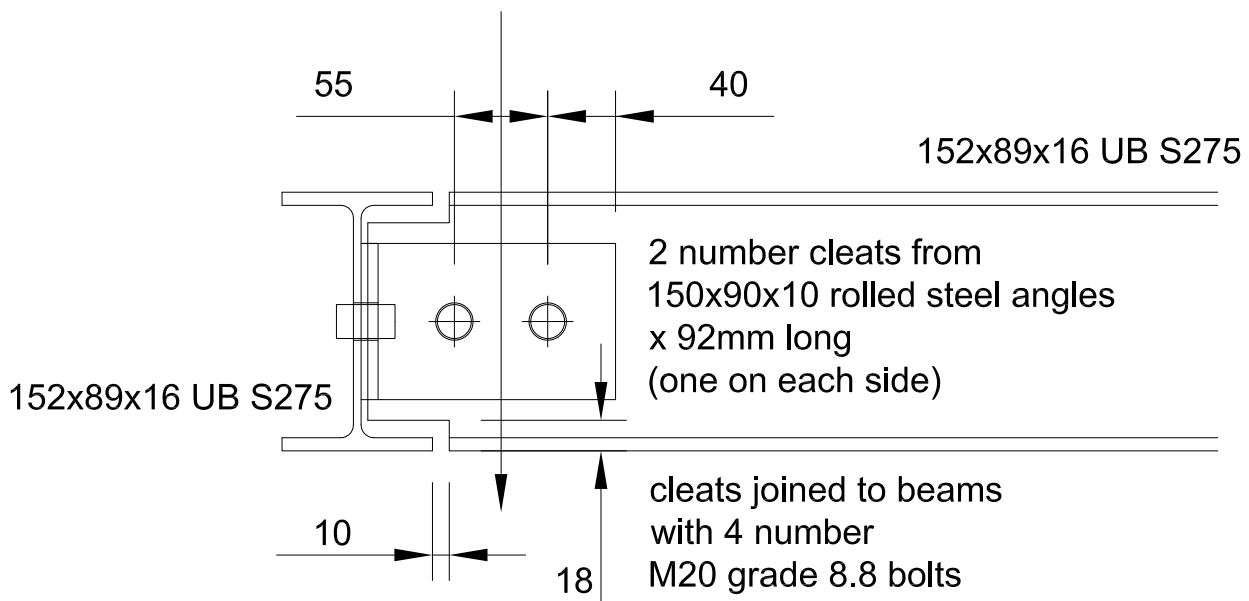 55
40
152x89x16 UB S275
2 number cleats from
150x90x10 rolled steel angles
x 92mm long
(one on each side)
152x89x16 UB S275
cleats joined to beams
with 4 number
M20 grade 8.8 bolts
10
18